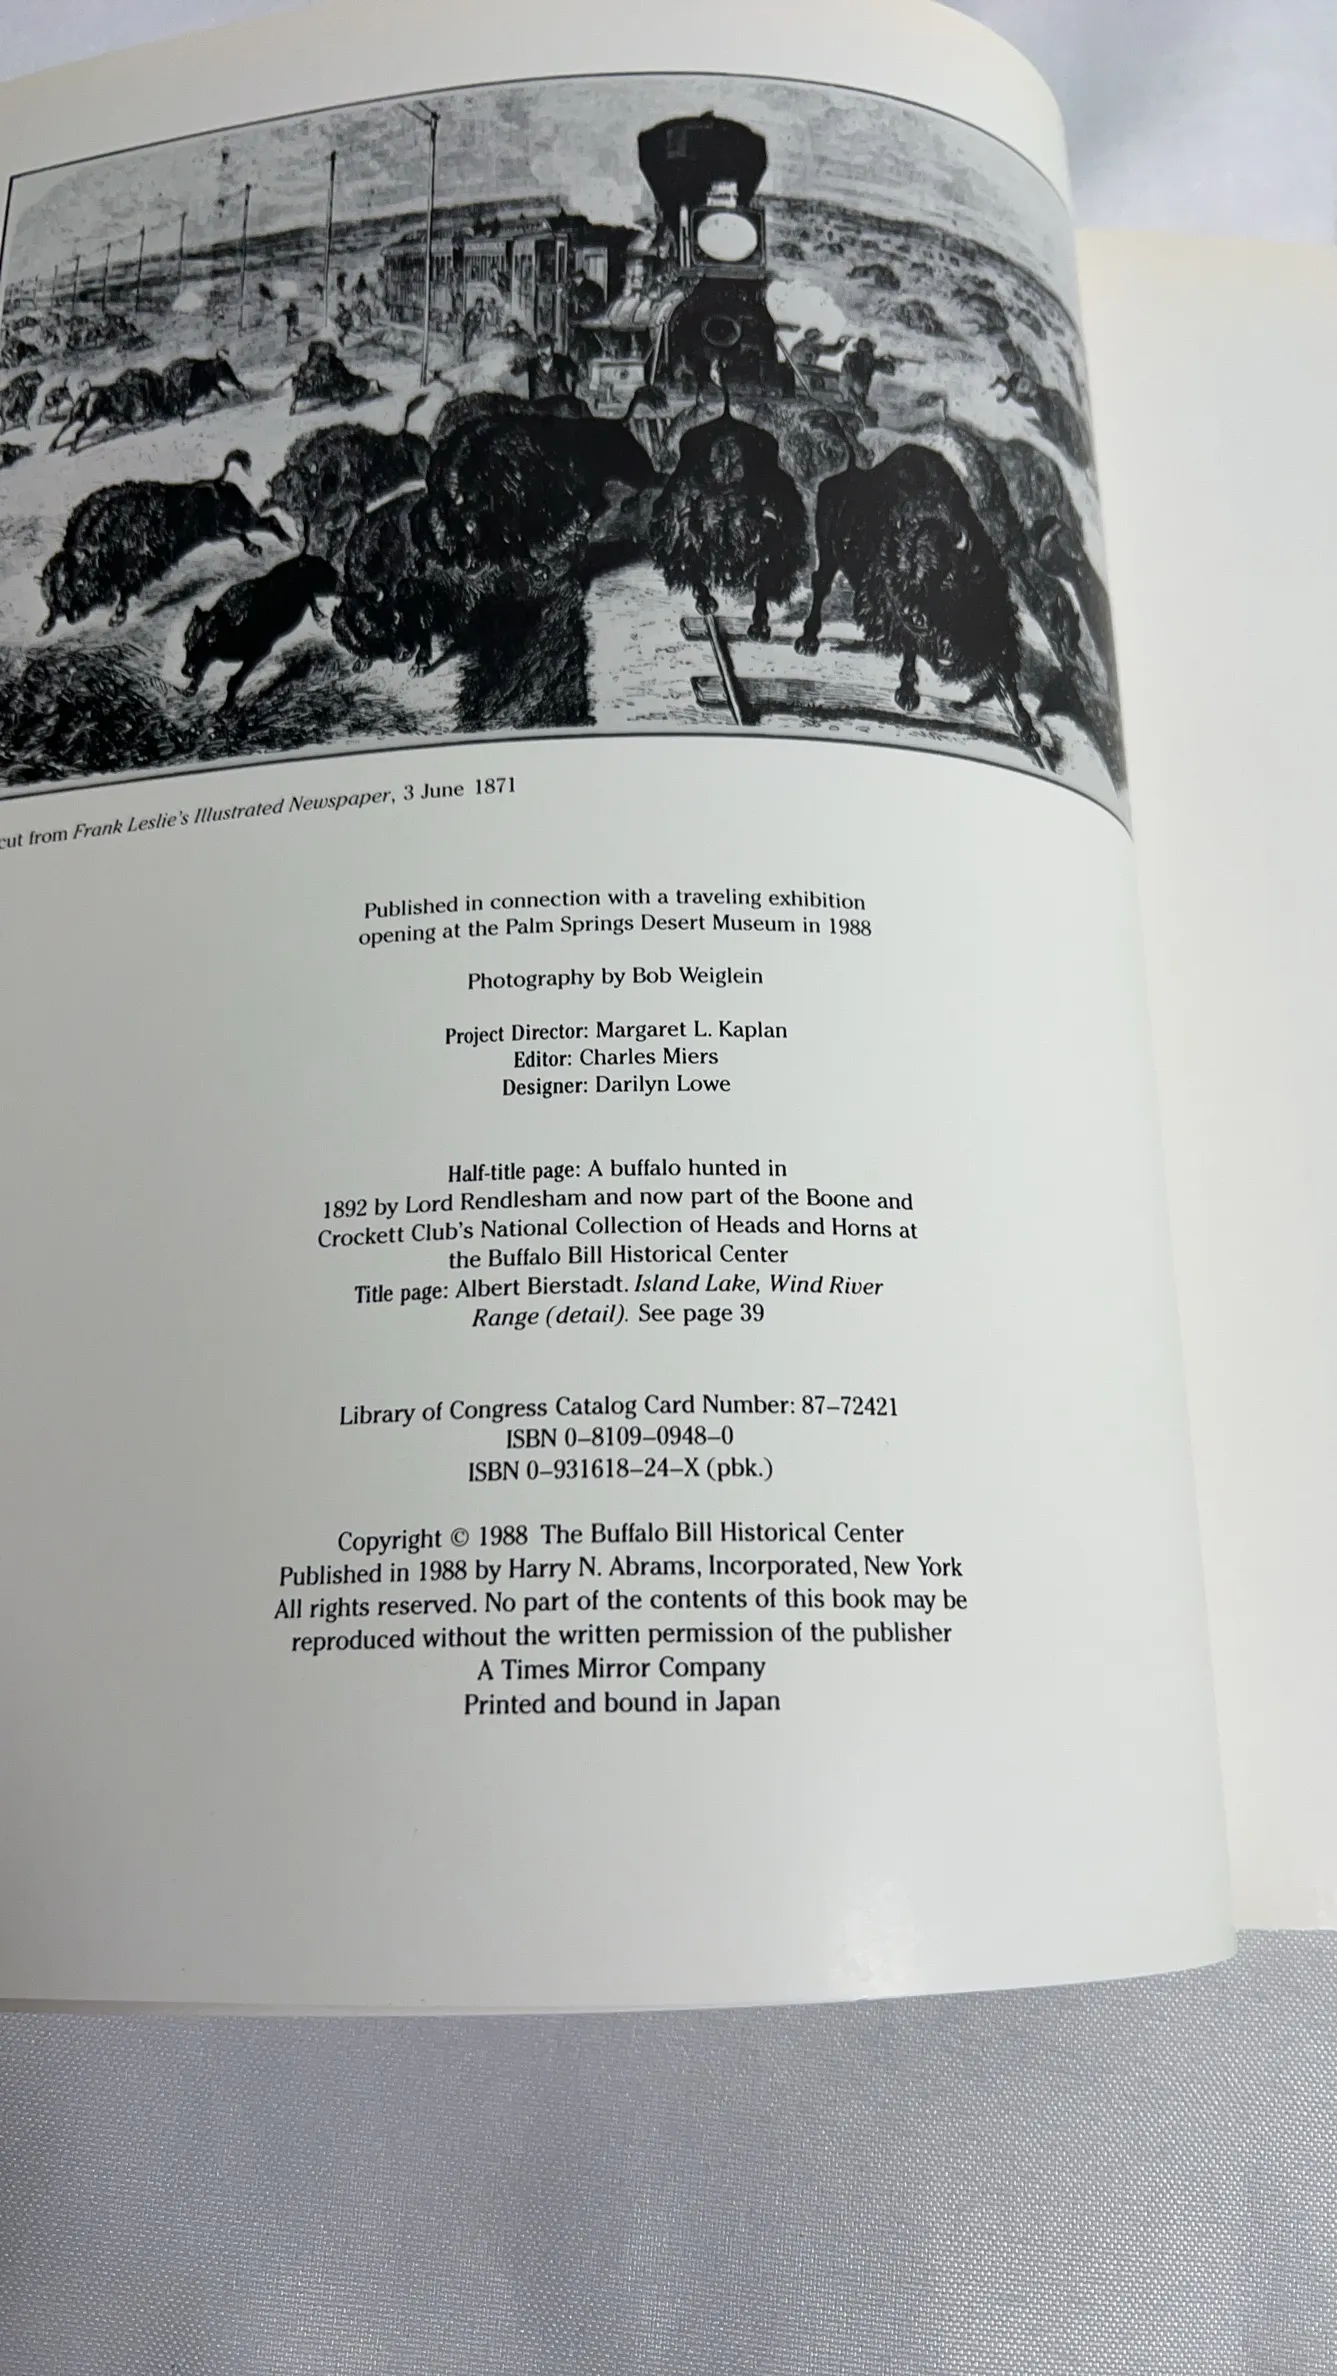 cut from Frank Leslie's Illustrated Newspaper, 3 June 1871
Published in connection with a traveling exhibition
opening at the Palm Springs Desert Museum in 1988
Photography by Bob Weiglein
Project Director: Margaret L. Kaplan
Editor: Charles Miers
Designer: Darilyn Lowe
Half-title page: A buffalo hunted in
1892 by Lord Rendlesham and now part of the Boone and
Crockett Club's National Collection of Heads and Horns at
the Buffalo Bill Historical Center
Title page: Albert Bierstadt. Island Lake, Wind River
Range (detail). See page 39
Library of Congress Catalog Card Number: 87–72421
ISBN 0–8109–0948–0
ISBN 0–931618–24–X (pbk.)
Copyright © 1988 The Buffalo Bill Historical Center
Published in 1988 by Harry N. Abrams, Incorporated, New York
All rights reserved. No part of the contents of this book may be
reproduced without the written permission of the publisher
A Times Mirror Company
Printed and bound in Japan